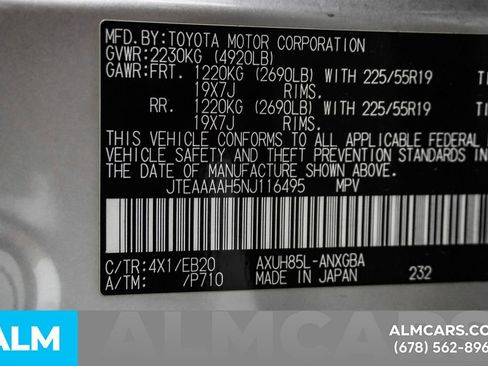 MFD.BY:TOYOTA MOTOR CORPORATION
GVWR:2230KG (4920LB)
GAWR:FRT. 1220KG (2690LB) WITH 225/55R19 TI
19X7J RIMS.
RR. 1220KG (2690LB) WITH 225/55R19 TI
19X7J RIMS.
THIS VEHICLE CONFORMS TO ALL APPLICABLE FEDERAL
VEHICLE SAFETY AND THEFT PREVENTION STANDARDS IN
THE DATE OF MANUFACTURE SHOWN ABOVE.
JTEAAAAH5NJ116495 MPV
C/TR:4X1/EB20 AXUH85L-ANXGBA
A/TM: /P710 MADE IN JAPAN 232
ALM ALMCARS ALMCARS.CO
(678) 562-896